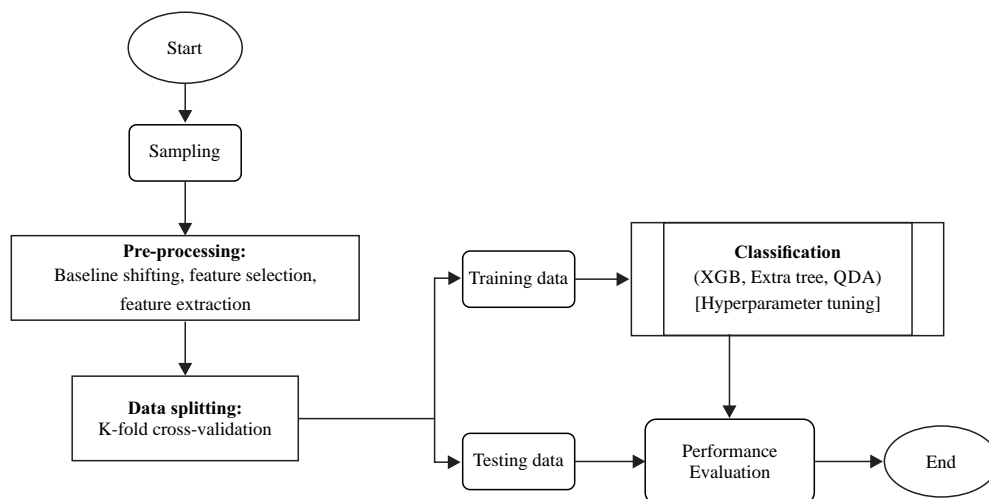 Start
Sampling
Pre-processing:
Baseline shifting, feature selection,
feature extraction
Data splitting:
K-fold cross-validation
Training data
Classification
(XGB, Extra tree, QDA)
[Hyperparameter tuning]
Testing data
Performance
Evaluation
End